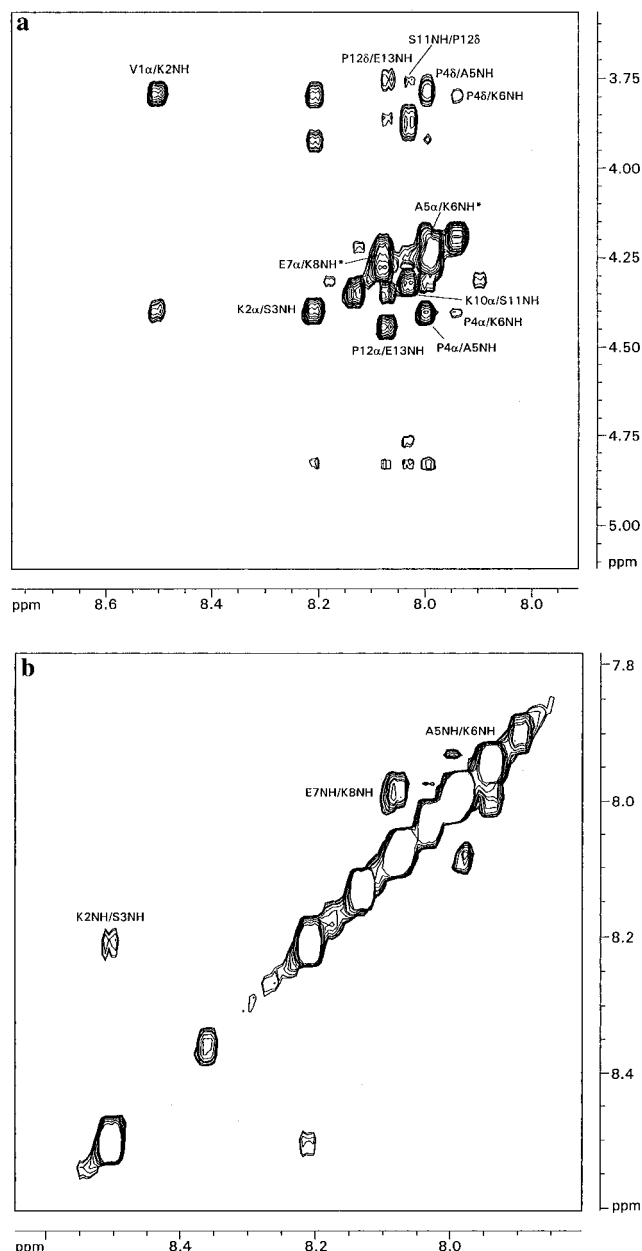 a
S11NH/P12δ
P12δ/E13NH
V1α/K2NH
P4δ/A5NH
P4δ/K6NH
3.75
4.00
A5α/K6NH*
4.25
E7α/K8NH*
K2α/S3NH
K10α/S11NH
P4α/K6NH
P12α/E13NH
P4α/A5NH
4.50
4.75
5.00
ppm
ppm 8.6 8.4 8.2 8.0 8.0
b
7.8
A5NH/K6NH
E7NH/K8NH
8.0
K2NH/S3NH
8.2
8.4
ppm
ppm 8.4 8.2 8.0